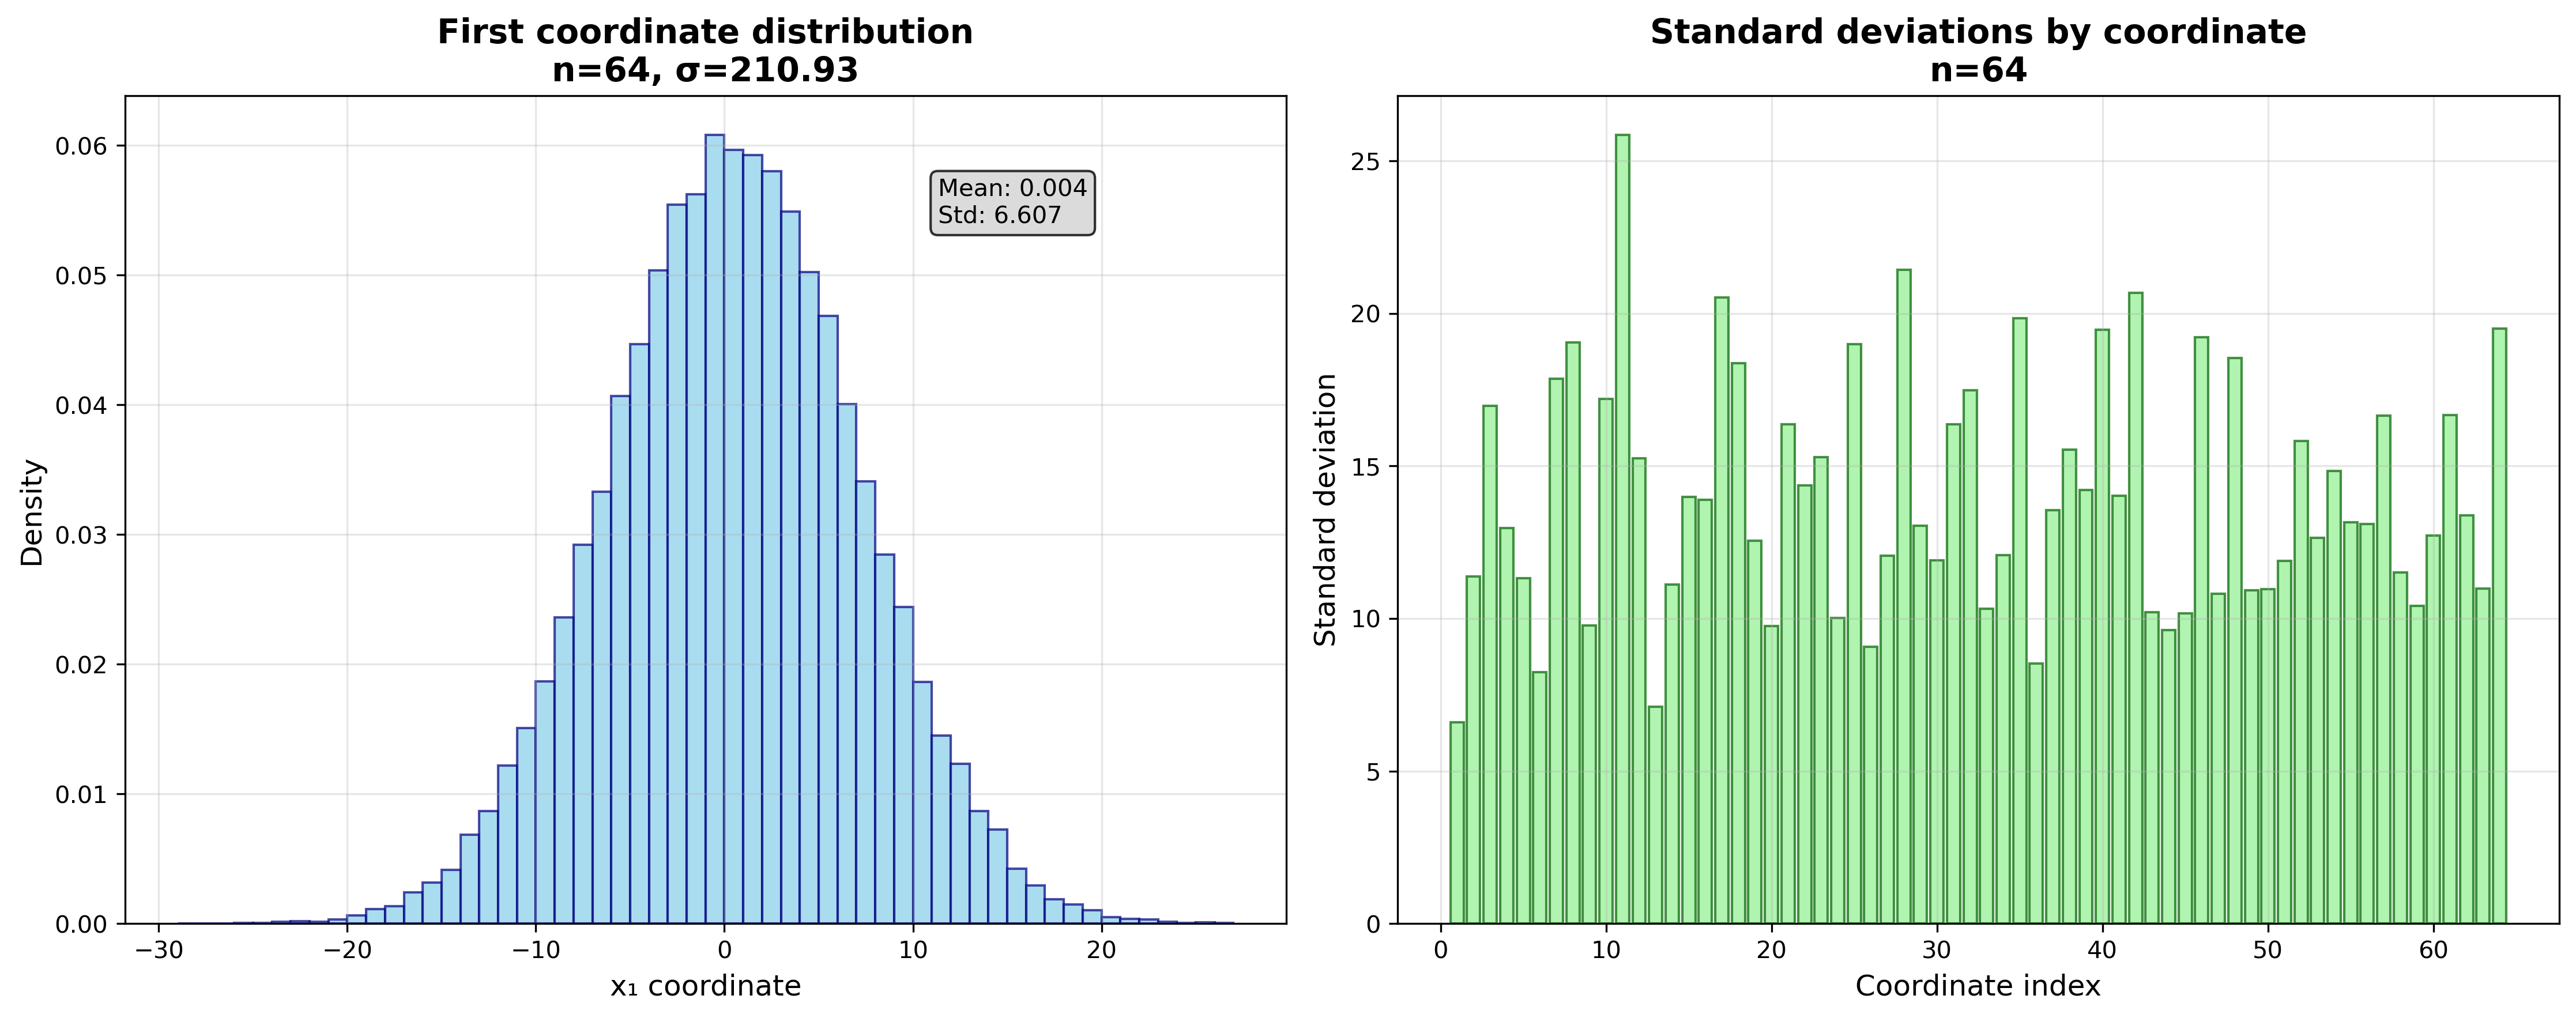 First coordinate distribution
n=64, σ=210.93
0.06
0.05
0.04
0.03
0.02
0.01
0.00
Density
Mean: 0.004
Std: 6.607
−30 −20 −10 0 10 20
x₁ coordinate
Standard deviations by coordinate
n=64
25
20
15
10
5
0
Standard deviation
0 10 20 30 40 50 60
Coordinate index